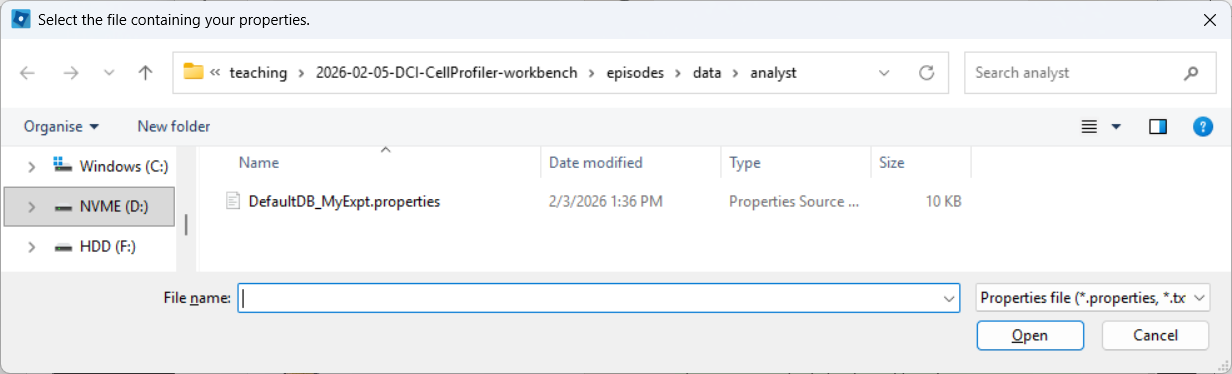 Select the file containing your properties.
« teaching > 2026-02-05-DCI-CellProfiler-workbench > episodes > data > analyst
Search analyst
Organise
New folder
Name
Date modified
Type
Size
Windows (C:)
NVME (D:)
HDD (F:)
DefaultDB_MyExpt.properties
2/3/2026 1:36 PM
Properties Source ...
10 KB
File name:
Properties file (*.properties, *.tx
Open
Cancel